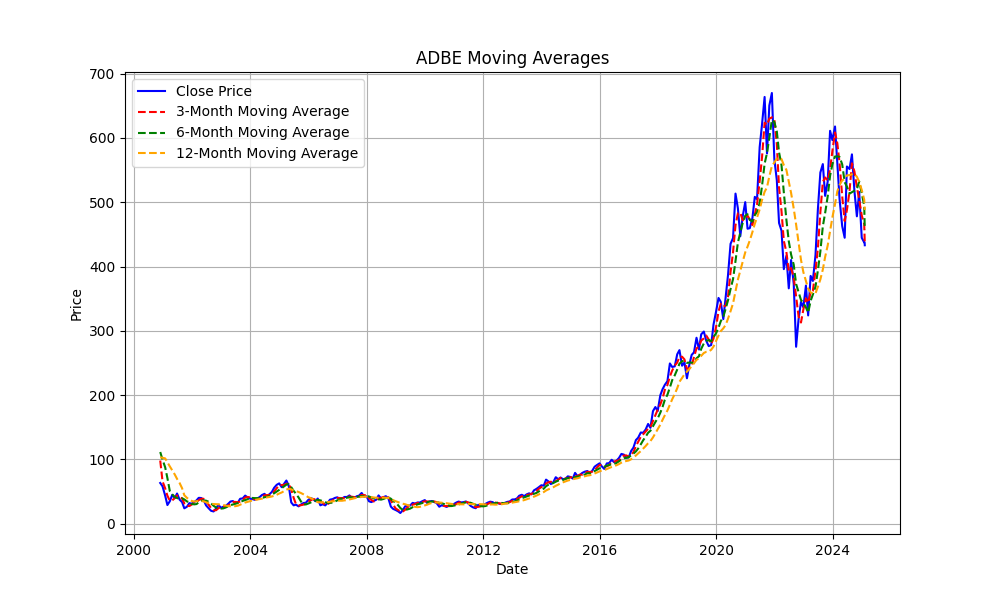 ADBE Moving Averages
Close Price
3-Month Moving Average
6-Month Moving Average
12-Month Moving Average
700
600
500
400
300
200
100
0
Price
2000 2004 2008 2012 2016 2020 2024
Date